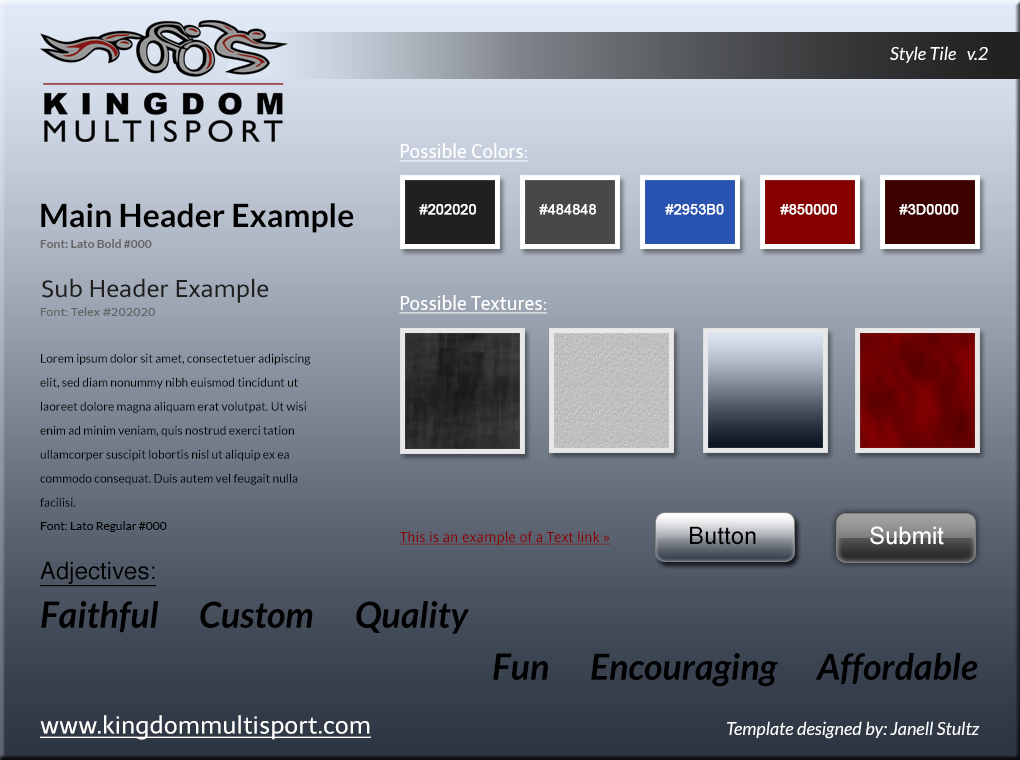 Style Tile v.2
KINGDOM
MULTISPORT
Possible Colors:
#202020
#484848
#2953B0
#850000
#3D0000
Main Header Example
Font: Lato Bold #000
Sub Header Example
Font: Telex #202020
Possible Textures:
Lorem ipsum dolor sit amet, consectetuer adipiscing
elit, sed diam nonummy nibh euismod tincidunt ut
laoreet dolore magna aliquam erat volutpat. Ut wisi
enim ad minim veniam, quis nostrud exerci tation
ullamcorper suscipit lobortis nisl ut aliquip ex ea
commodo consequat. Duis autem vel feugait nulla
facilisi.
Font: Lato Regular #000
This is an example of a Text link »
Button
Submit
Adjectives:
Faithful Custom Quality
Fun Encouraging Affordable
www.kingdommultisport.com
Template designed by: Janell Stultz